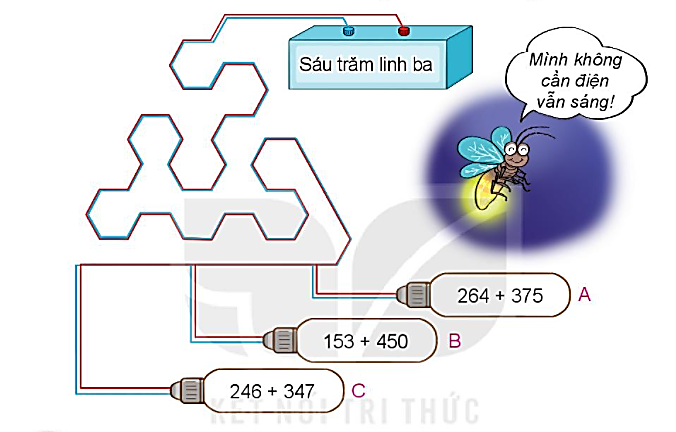 Sáu trăm linh ba
Mình không
cần điện
vẫn sáng!
264 + 375
A
153 + 450
B
246 + 347
C
KẾT NỐI TRI THỨC